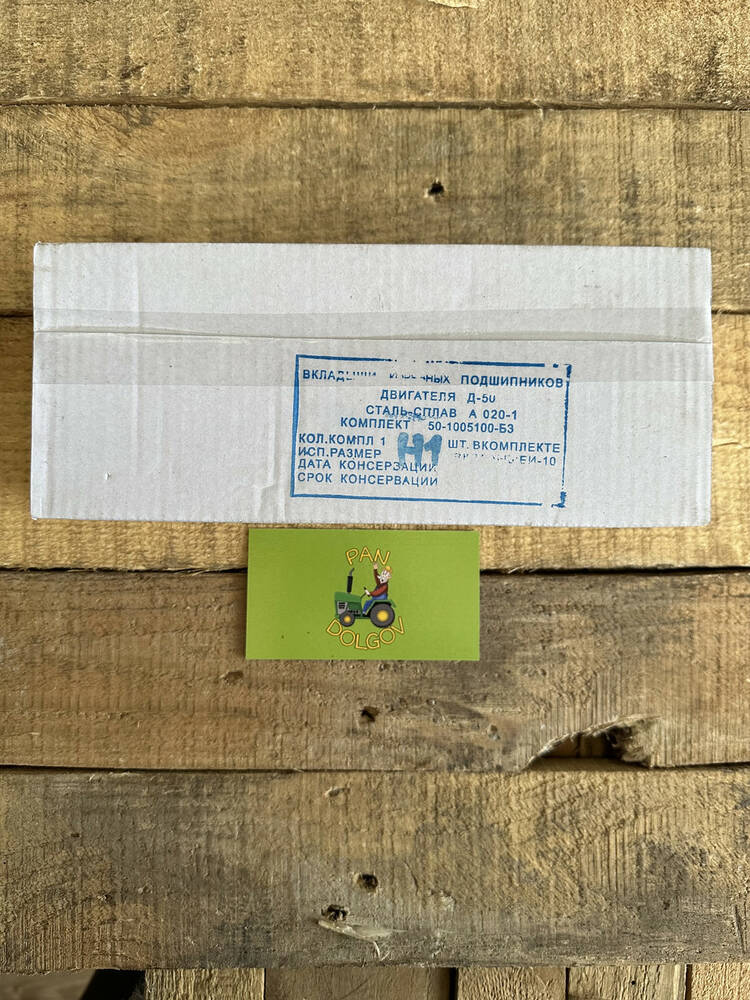 ПОДШИПНИКОВ
ДВИГАТЕЛЯ Д-50
СТАЛЬ-СПЛАВ А 020-1
КОМПЛЕКТ 50-1005100-БЗ
КОЛ.КОМПЛ 1 Н1 ШТ. ВКОМПЛЕКТЕ
ИСП.РАЗМЕР
ДАТА КОНСЕРВАЦИИ
СРОК КОНСЕРВАЦИИ
PAN
DOLGOV